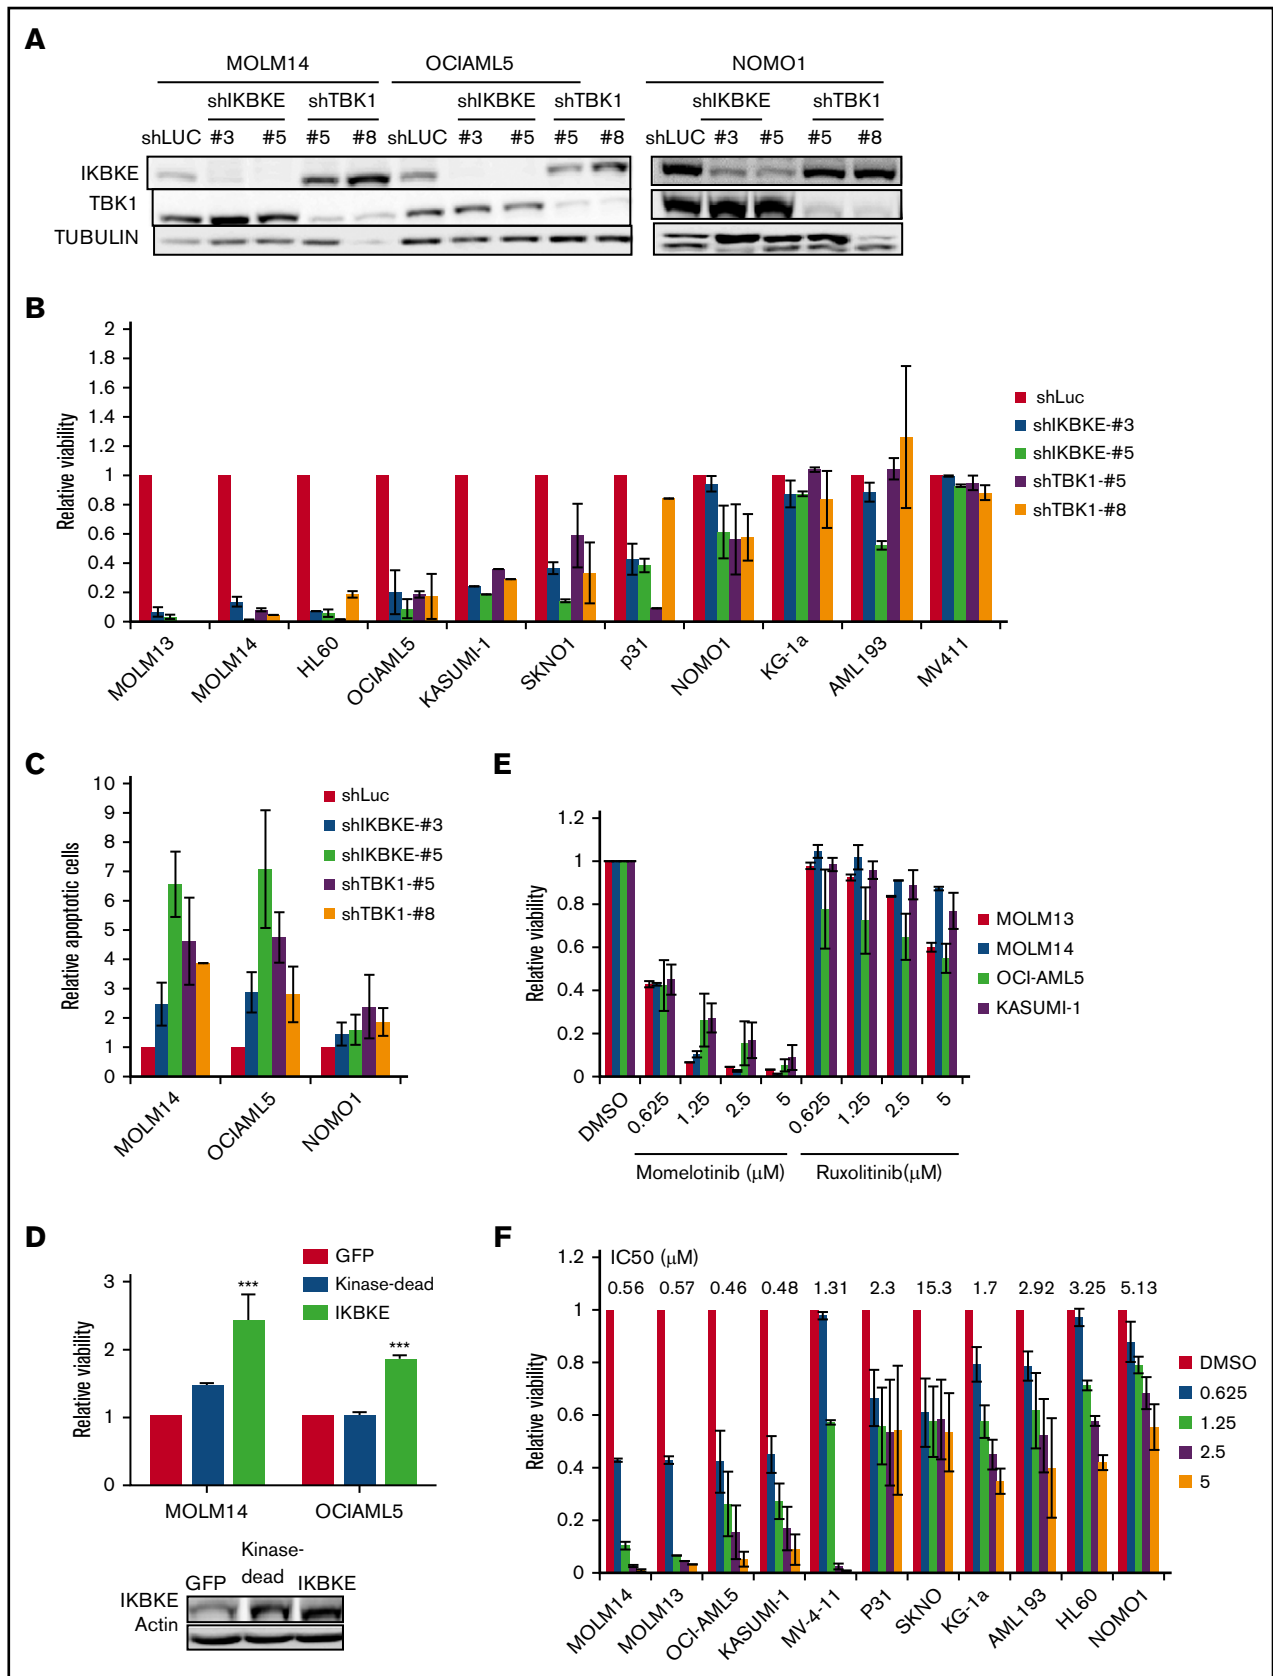 A
MOLM14 OCIAML5 NOMO1
shIKBKE shTBK1 shIKBKE shTBK1 shIKBKE shTBK1
shLUC #3 #5 #5 #8 shLUC #3 #5 #5 #8 shLUC #3 #5 #5 #8
IKBKE
TBK1
TUBULIN
B
Relative viability
2
1.8
1.6
1.4
1.2
1
0.8
0.6
0.4
0.2
0
shLuc
shIKBKE-#3
shIKBKE-#5
shTBK1-#5
shTBK1-#8
MOLM13 MOLM14 HL60 OCIAML5 KASUMI-1 SKNO1 p31 NOMO1 KG-1a AML193 MV411
C
Relative apoptotic cells
10
9
8
7
6
5
4
3
2
1
0
shLuc
shIKBKE-#3
shIKBKE-#5
shTBK1-#5
shTBK1-#8
MOLM14 OCIAML5 NOMO1
E
Relative viability
1.2
1
0.8
0.6
0.4
0.2
0
MOLM13
MOLM14
OCI-AML5
KASUMI-1
DMSO 0.625 1.25 2.5 5 0.625 1.25 2.5 5
Momelotinib (μM) Ruxolitinib(μM)
D
Relative viability
3
2
1
0
GFP
Kinase-dead
IKBKE
*** ***
MOLM14 OCIAML5
GFP Kinase-
dead IKBKE
IKBKE
Actin
F
Relative viability
1.2
1
0.8
0.6
0.4
0.2
0
IC50 (μM)
0.56 0.57 0.46 0.48 1.31 2.3 15.3 1.7 2.92 3.25 5.13
DMSO
0.625
1.25
2.5
5
MOLM14 MOLM13 OCI-AML5 KASUMI-1 MV-4-11 P31 SKNO KG-1a AML193 HL60 NOMO1